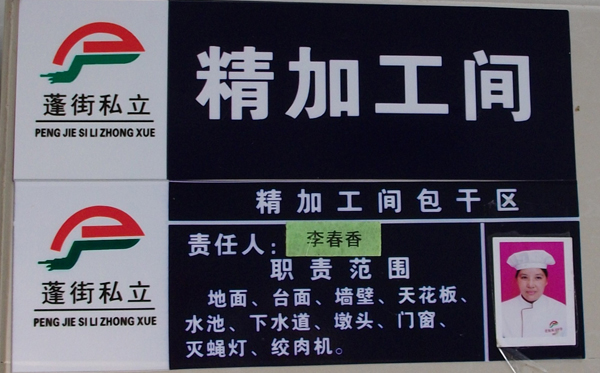 蓬街私立
PENG JIE SI LI ZHONG XUE
精加工间
蓬街私立
PENG JIE SI LI ZHONG XUE
精加工间包干区
责任人：李春香
职责范围
地面、台面、墙壁、天花板、
水池、下水道、墩头、门窗、
灭蝇灯、绞肉机。